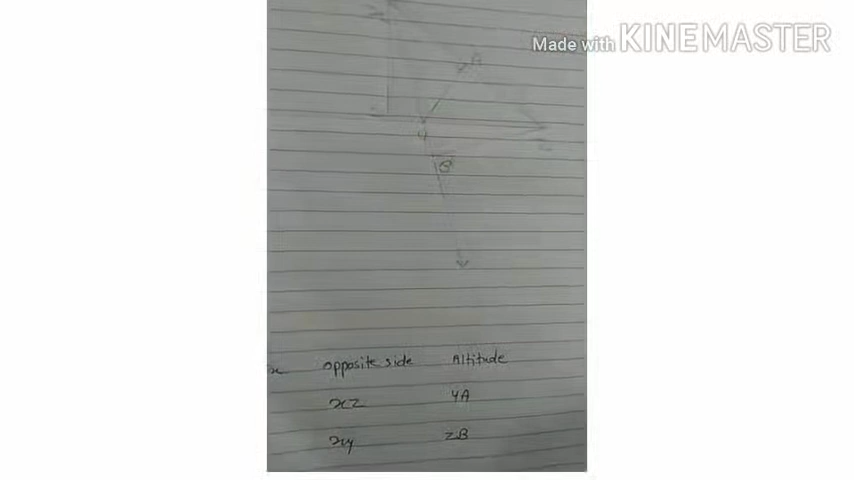 Made with KINEMASTER
x
A
y
z
B
x opposite side Altitude
xz yA
xy zB